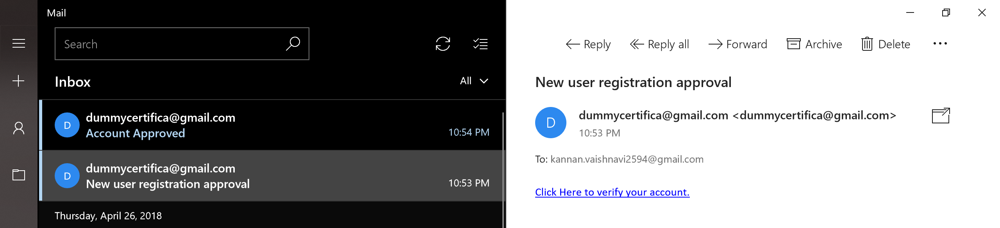 Mail
Search
Inbox
All
dummycertifica@gmail.com
Account Approved
10:54 PM
dummycertifica@gmail.com
New user registration approval
10:53 PM
Thursday, April 26, 2018
Reply
Reply all
Forward
Archive
Delete
New user registration approval
D
dummycertifica@gmail.com <dummycertifica@gmail.com>
10:53 PM
To: kannan.vaishnavi2594@gmail.com
Click Here to verify your account.